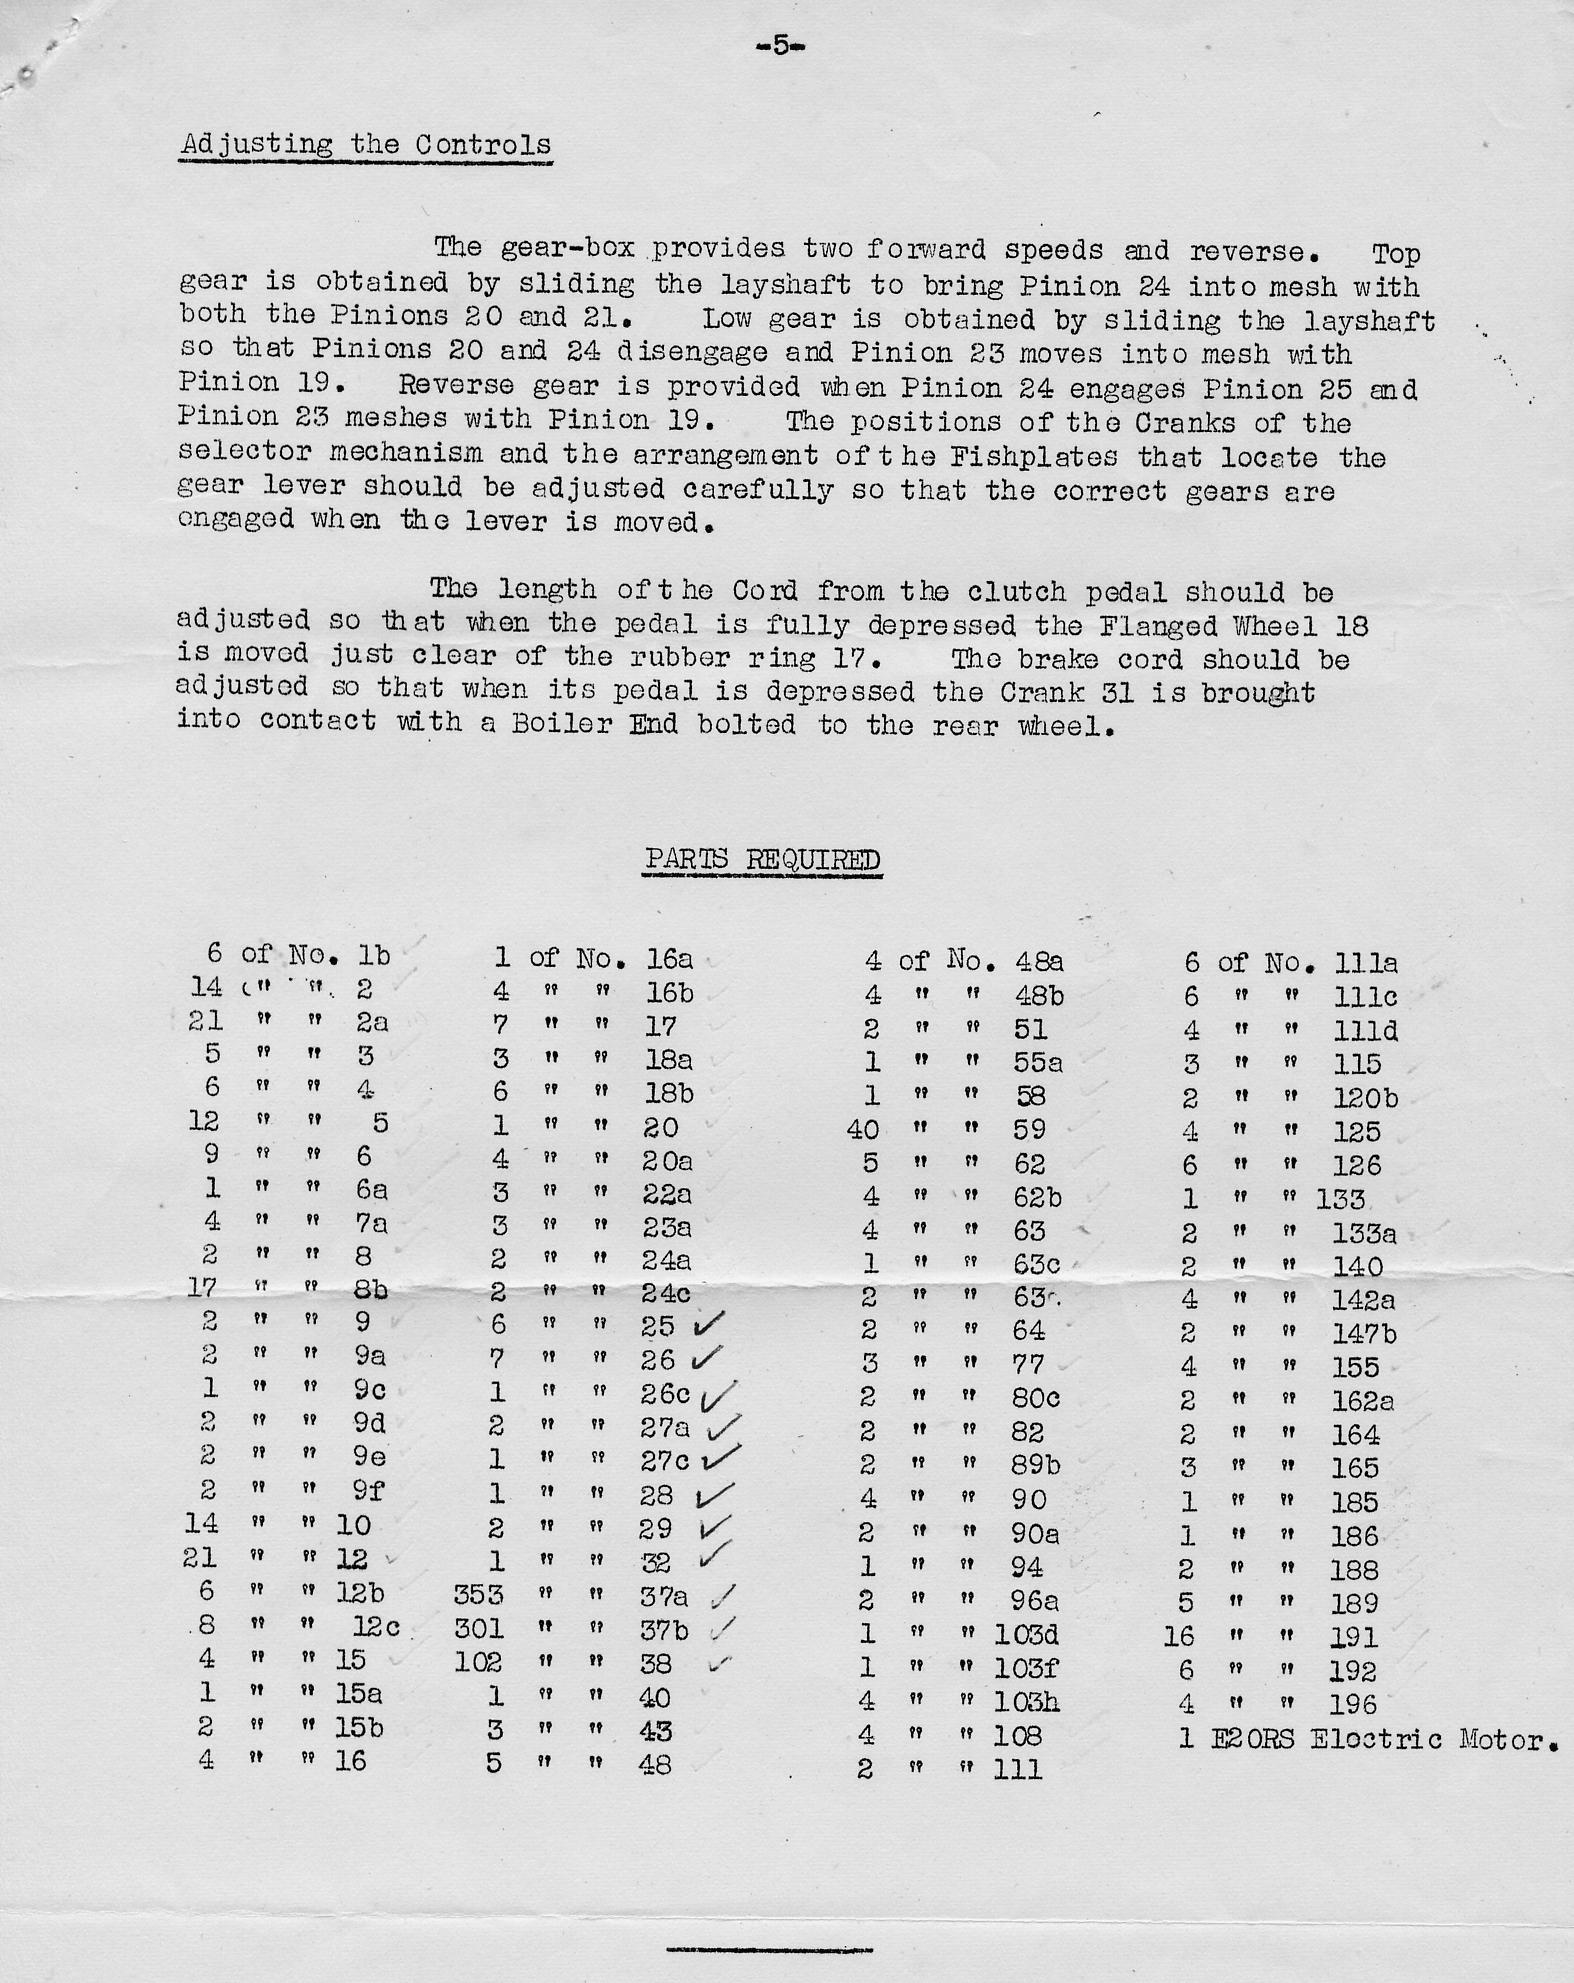 -5-
Adjusting the Controls
The gear-box provides two forward speeds and reverse. Top
gear is obtained by sliding the layshaft to bring Pinion 24 into mesh with
both the Pinions 20 and 21. Low gear is obtained by sliding the layshaft
so that Pinions 20 and 24 disengage and Pinion 23 moves into mesh with
Pinion 19. Reverse gear is provided when Pinion 24 engages Pinion 25 and
Pinion 23 meshes with Pinion 19. The positions of the Cranks of the
selector mechanism and the arrangement of the Fishplates that locate the
gear lever should be adjusted carefully so that the correct gears are
engaged when the lever is moved.
The length of the Cord from the clutch pedal should be
adjusted so that when the pedal is fully depressed the Flanged Wheel 18
is moved just clear of the rubber ring 17. The brake cord should be
adjusted so that when its pedal is depressed the Crank 31 is brought
into contact with a Boiler End bolted to the rear wheel.
PARTS REQUIRED
6 of No. 1b
14 " " 2
21 " " 2a
5 " " 3
6 " " 4
12 " " 5
9 " " 6
1 " " 6a
4 " " 7a
2 " " 8
17 " " 8b
2 " " 9
2 " " 9a
1 " " 9c
2 " " 9d
2 " " 9e
2 " " 9f
14 " " 10
21 " " 12
6 " " 12b
8 " " 12c
4 " " 15
1 " " 15a
2 " " 15b
4 " " 16
1 of No. 16a
4 " " 16b
7 " " 17
3 " " 18a
6 " " 18b
1 " " 20
4 " " 20a
3 " " 22a
3 " " 23a
2 " " 24a
2 " " 24c
6 " " 25 ✓
7 " " 26 ✓
1 " " 26c ✓
2 " " 27a ✓
1 " " 27c ✓
1 " " 28 ✓
2 " " 29 ✓
1 " " 32 ✓
353 " " 37a ✓
301 " " 37b ✓
102 " " 38 ✓
1 " " 40
3 " " 43
5 " " 48
4 of No. 48a
4 " " 48b
2 " " 51
1 " " 55a
1 " " 58
40 " " 59
5 " " 62
4 " " 62b
4 " " 63
1 " " 63c
2 " "
2 " " 64
3 " " 77
2 " " 80c
2 " " 82
2 " " 89b
4 " " 90
2 " " 90a
1 " " 94
2 " " 96a
1 " " 103d
1 " " 103f
4 " " 103h
4 " " 108
2 " " 111
6 of No. 111a
6 " " 111c
4 " " 111d
3 " " 115
2 " " 120b
4 " " 125
6 " " 126
1 " " 133
2 " " 133a
2 " " 140
4 " " 142a
2 " " 147b
4 " " 155
2 " " 162a
2 " " 164
3 " " 165
1 " " 185
1 " " 186
2 " " 188
5 " " 189
16 " " 191
6 " " 192
4 " " 196
1 E20RS Electric Motor.